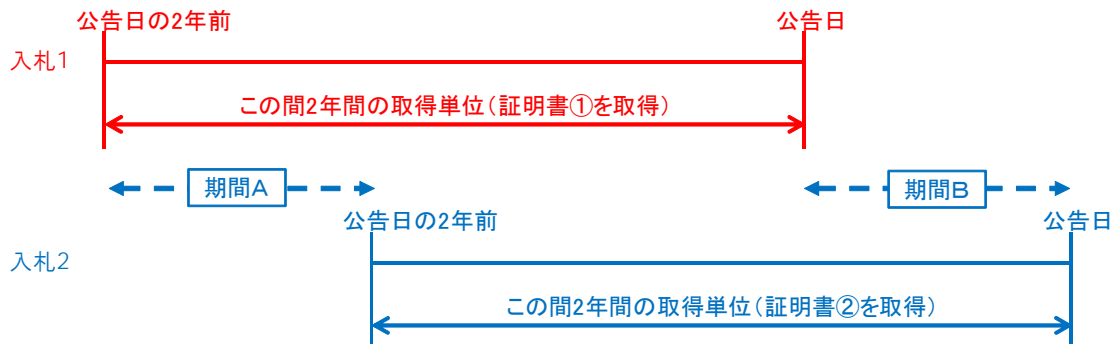 公告日の2年前
公告日
入札1
この間2年間の取得単位(証明書①を取得)
期間A
期間B
公告日の2年前
公告日
入札2
この間2年間の取得単位(証明書②を取得)